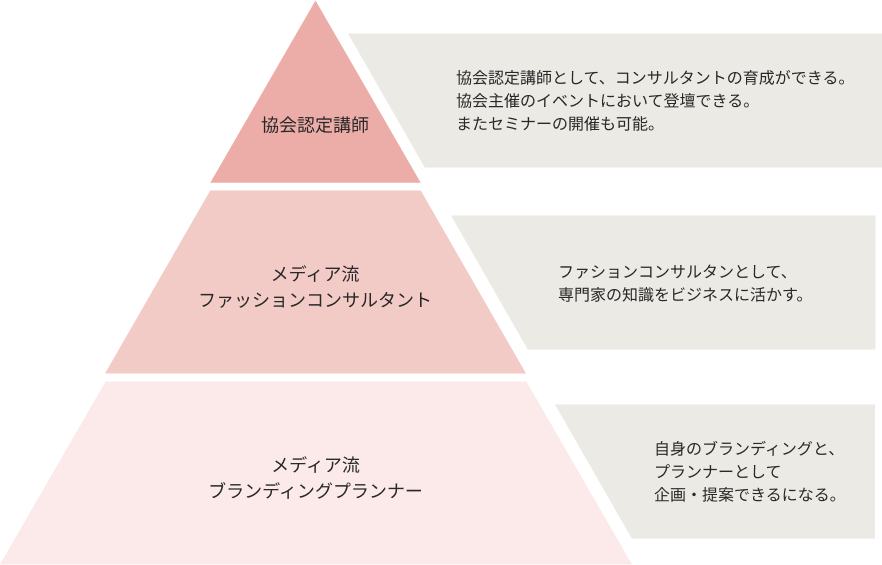 協会認定講師
協会認定講師として、コンサルタントの育成ができる。
協会主催のイベントにおいて登壇できる。
またセミナーの開催も可能。
メディア流
ファッションコンサルタント
ファションコンサルタンとして、
専門家の知識をビジネスに活かす。
メディア流
ブランディングプランナー
自身のブランディングと、
プランナーとして
企画・提案できるになる。